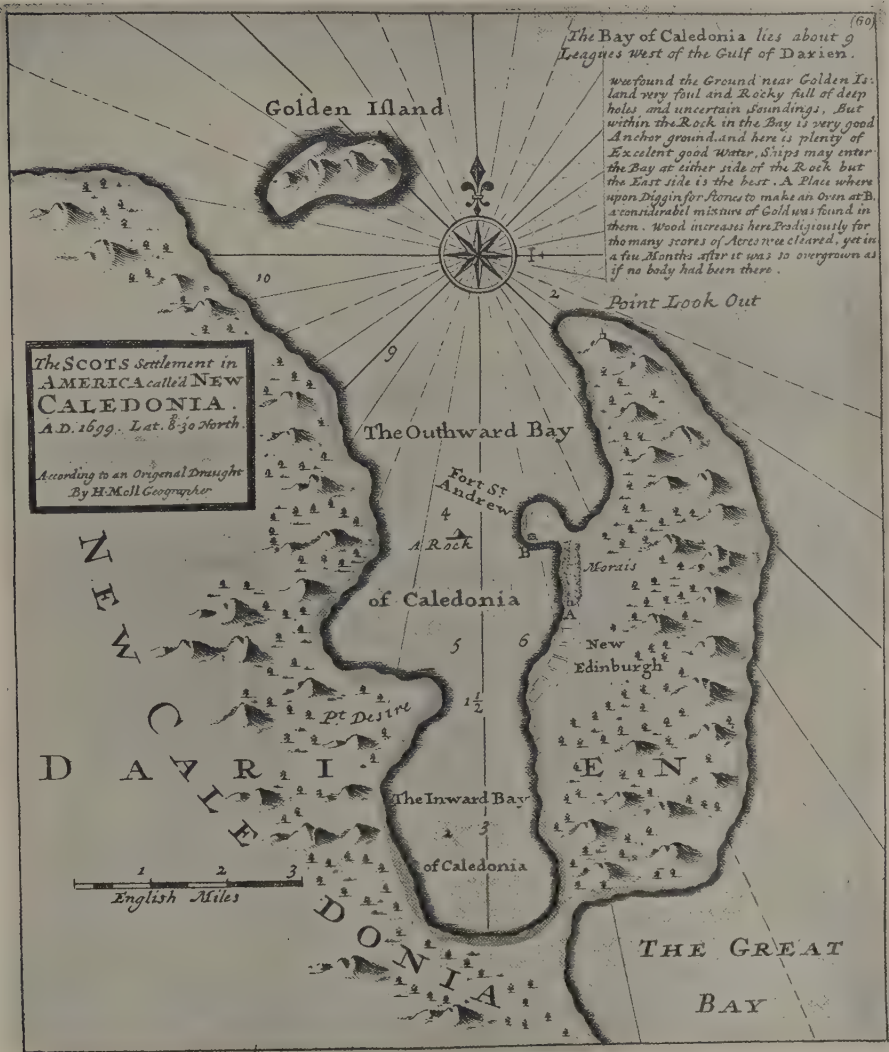 (60)
The Bay of Caledonia lies about 9
Leagues West of the Gulf of Darien.
wee found the Ground near Golden Is:
land very foul and Rocky full of deep
holes and uncertain Soundings, But
within the Rock in the Bay is very good
Anchor ground. and here is plenty of
Excelent good Water, Ships may enter
the Bay at either side of the Rock but
the East side is the best. A Place where
upon Diggin for stones to make an Oven at B.
a considerabel mixture of Gold was found in
them. Wood increases here Prodigiously for
tho many scores of Acres wee cleared, yet in
a few Months after it was so overgrown as
if no body had been there.
Golden Island
10
2
Point Look Out
9
The SCOTS Settlement in
AMERICA called NEW
CALEDONIA.
A.D. 1699. Lat. 8-30 North.
According to an Origenal Draught
By H. Moll Geographer
The Outhward Bay
Fort St
Andrew
4
A Rock
B
Morais
of Caledonia
A
5
6
New
Edinburgh
1 1/2
Pt Desire
NEW CALEDONIA
DAARIEN
The Inward Bay
2 3
of Caledonia
1 2 3
English Miles
THE GREAT
BAY